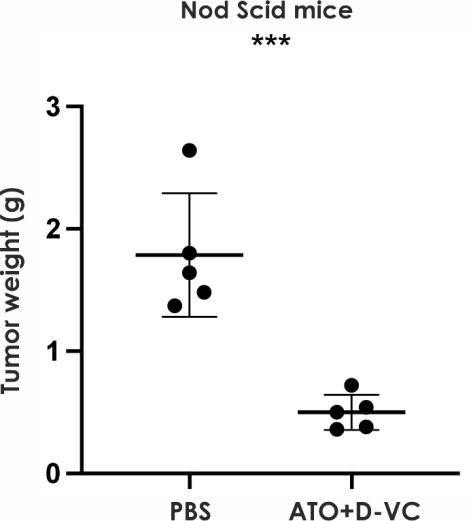 Nod Scid mice
***
Tumor weight (g)
3
2
1
0
PBS
ATO+D-VC